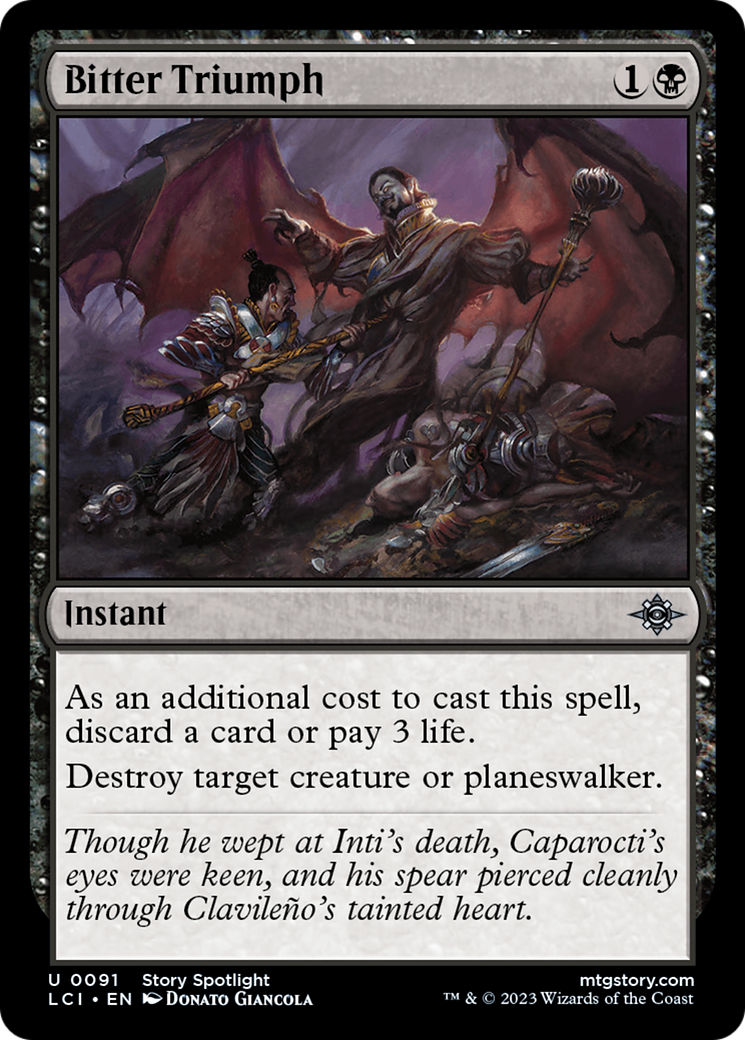 Bitter Triumph 1
Instant
As an additional cost to cast this spell,
discard a card or pay 3 life.
Destroy target creature or planeswalker.
Though he wept at Inti's death, Caparocti's
eyes were keen, and his spear pierced cleanly
through Clavileño's tainted heart.
U 0091 Story Spotlight mtgstory.com
LCI • EN Donato Giancola ™ & © 2023 Wizards of the Coast